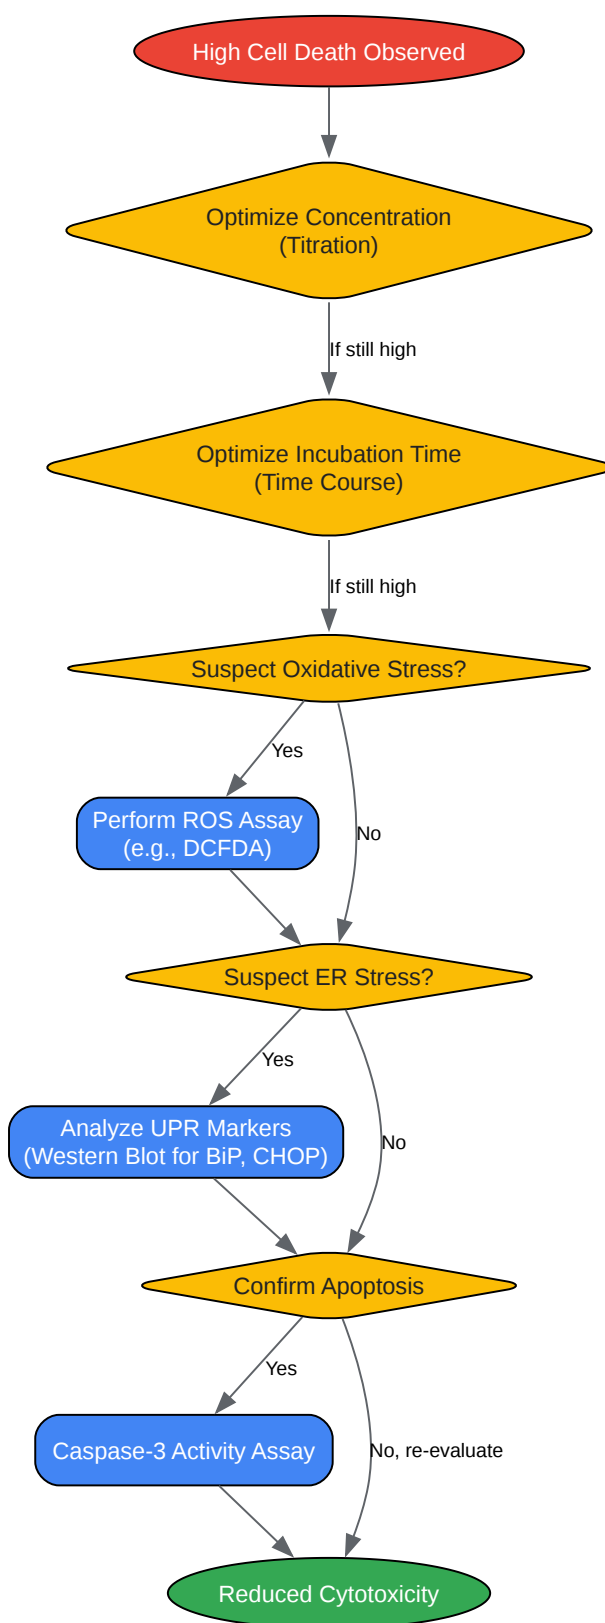 High Cell Death Observed
Optimize Concentration
(Titration)
If still high
Optimize Incubation Time
(Time Course)
If still high
Suspect Oxidative Stress?
Yes
Perform ROS Assay
(e.g., DCFDA)
No
Suspect ER Stress?
Yes
Analyze UPR Markers
(Western Blot for BiP, CHOP)
No
Confirm Apoptosis
Yes
Caspase-3 Activity Assay
No, re-evaluate
Reduced Cytotoxicity